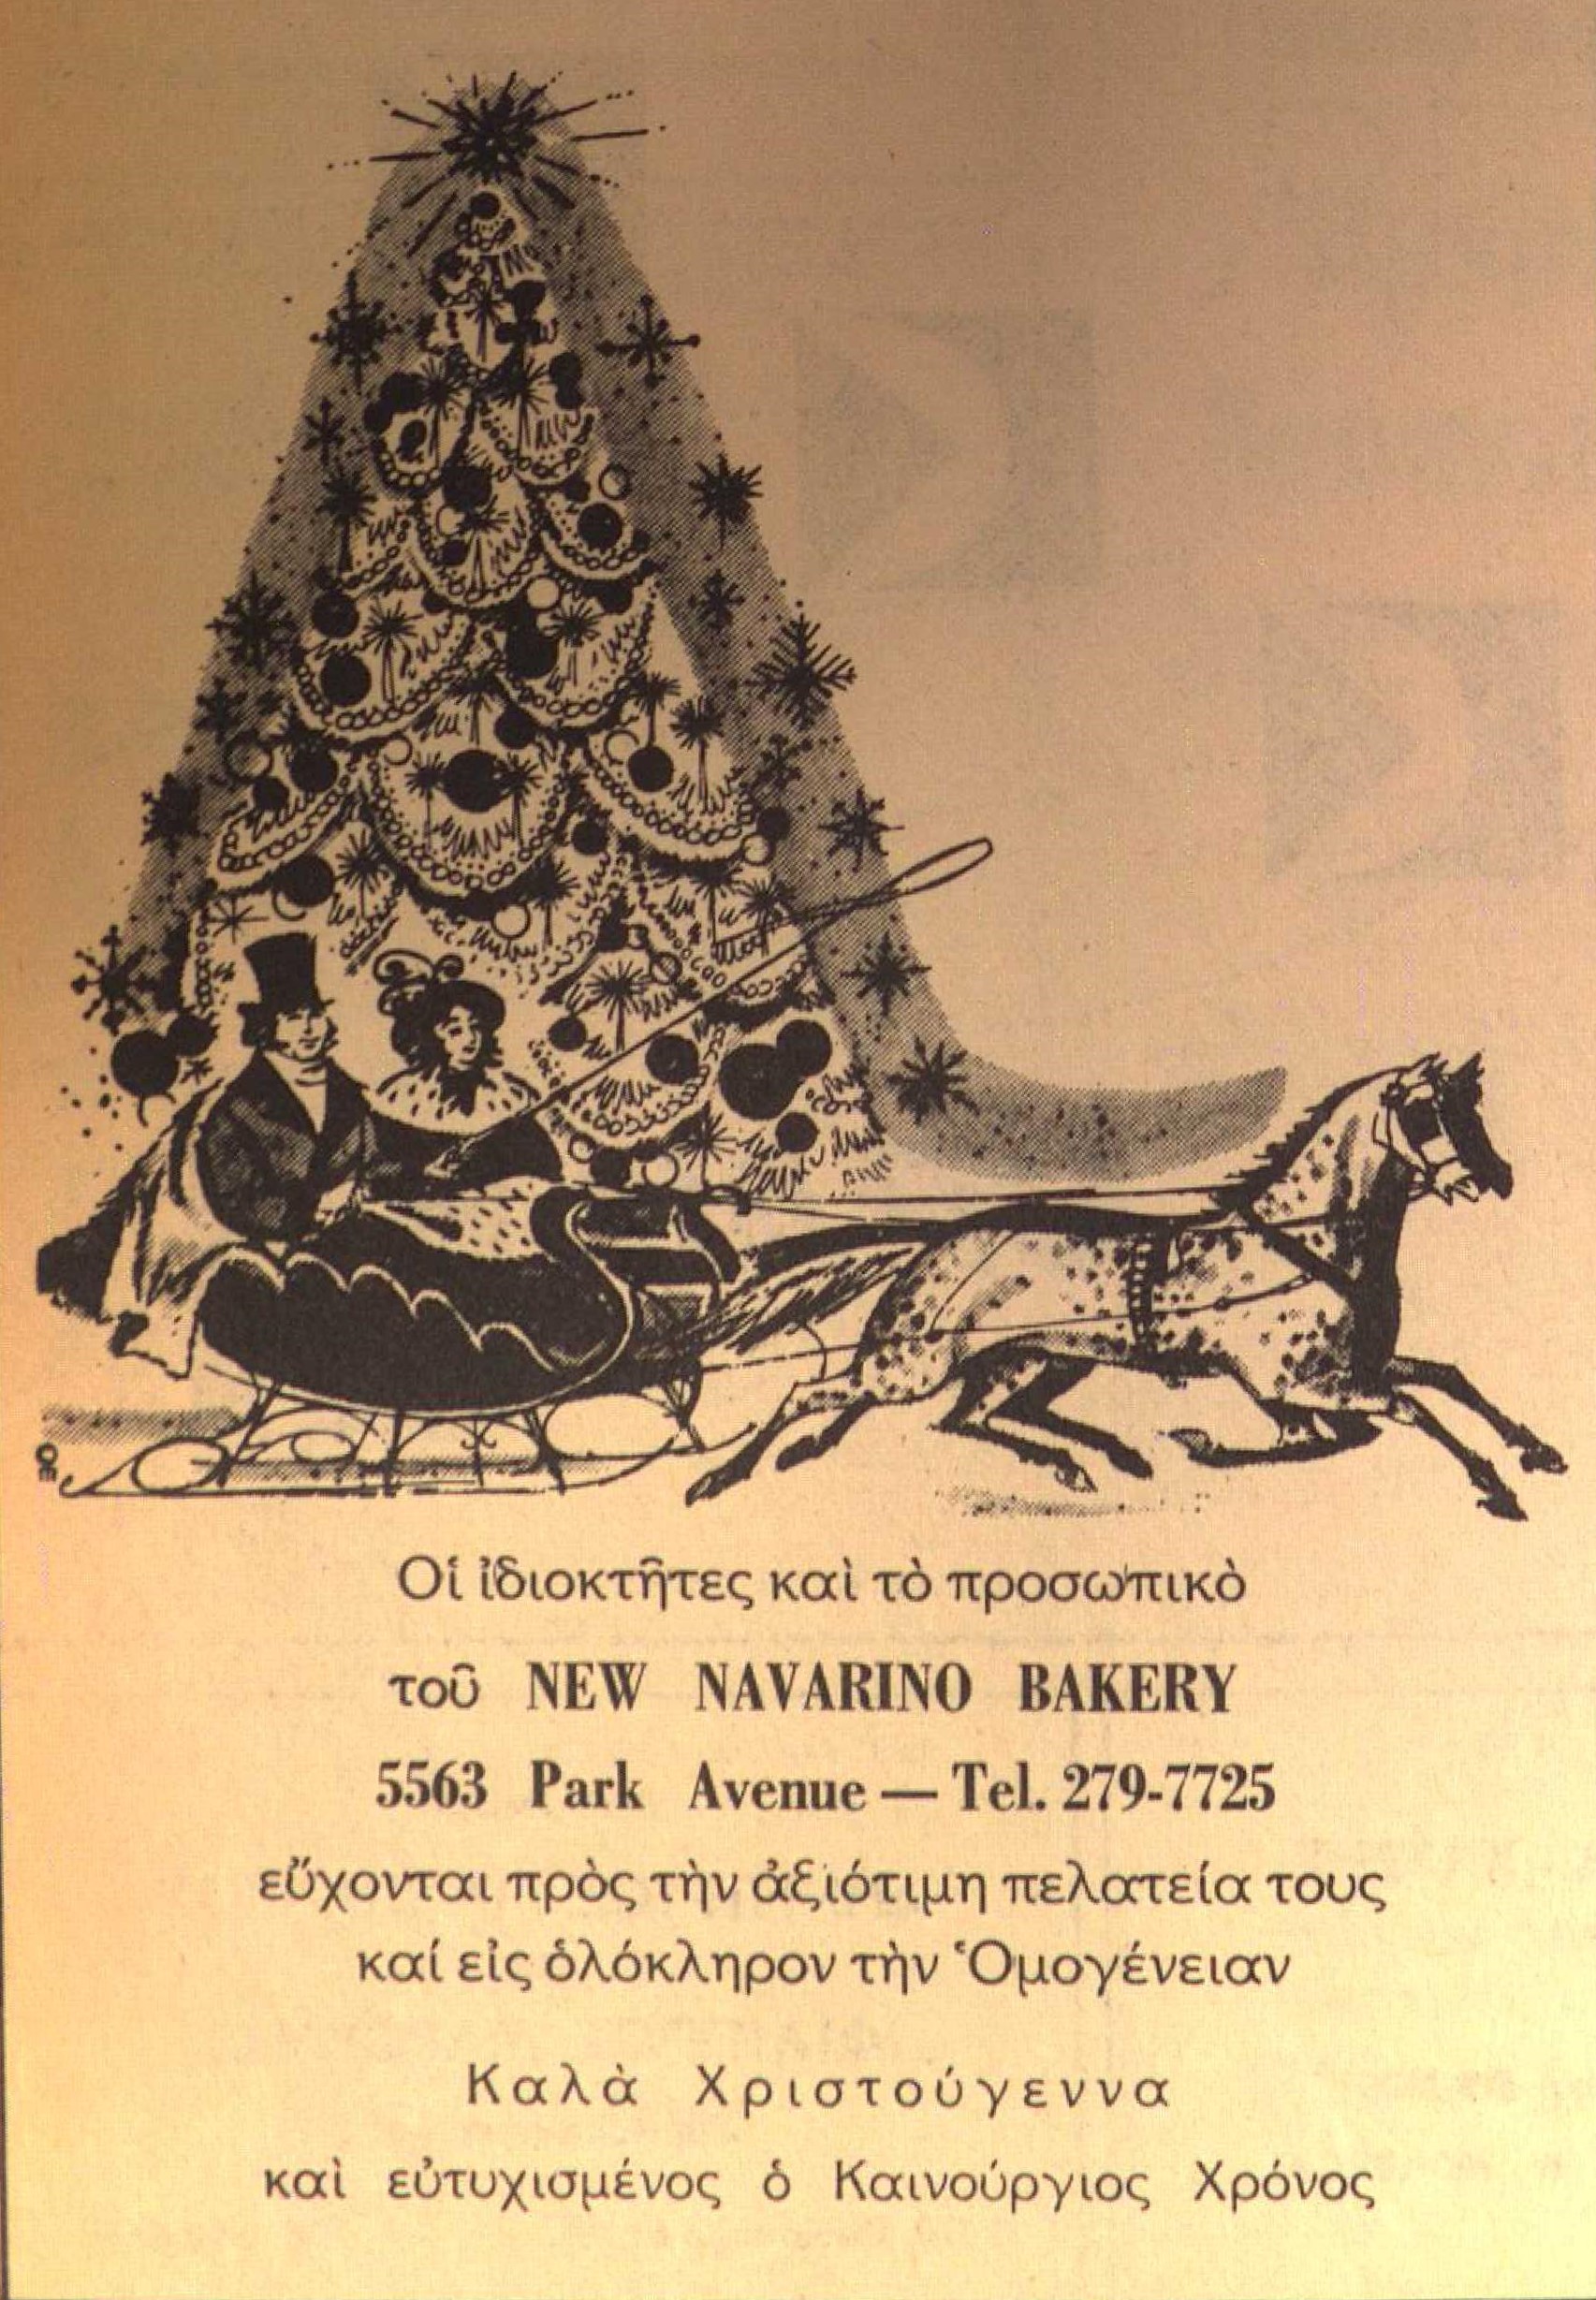 Οἱ ἰδιοκτῆτες καὶ τὸ προσωπικὸ
τοῦ NEW NAVARINO BAKERY
5563 Park Avenue — Tel. 279-7725
εὔχονται πρὸς τὴν ἀξιότιμη πελατεία τους
καί εἰς ὁλόκληρον τὴν Ὁμογένειαν
Καλὰ Χριστούγεννα
καὶ εὐτυχισμένος ὁ Καινούργιος Χρόνος